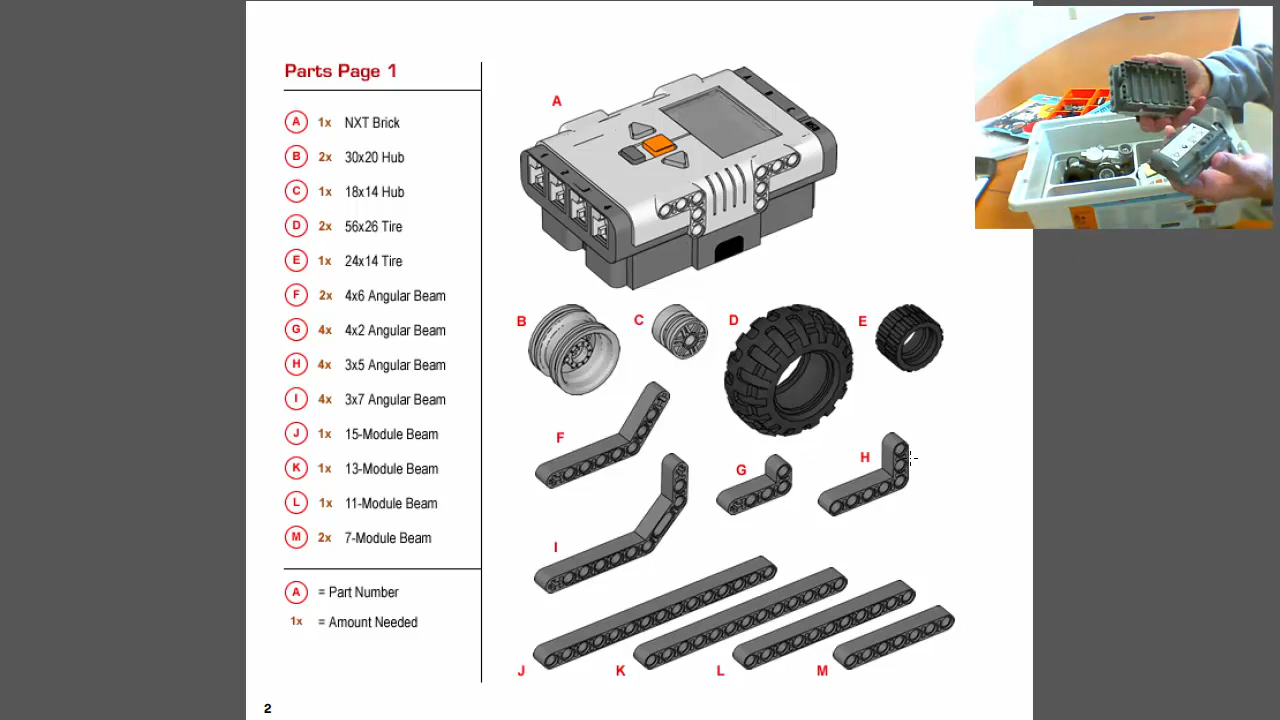 Parts Page 1
A 1x NXT Brick
B 2x 30x20 Hub
C 1x 18x14 Hub
D 2x 56x26 Tire
E 1x 24x14 Tire
F 2x 4x6 Angular Beam
G 4x 4x2 Angular Beam
H 4x 3x5 Angular Beam
I 4x 3x7 Angular Beam
J 1x 15-Module Beam
K 1x 13-Module Beam
L 1x 11-Module Beam
M 2x 7-Module Beam
A = Part Number
1x = Amount Needed
2
A
B
C
D
E
F
G
H
I
J
K
L
M